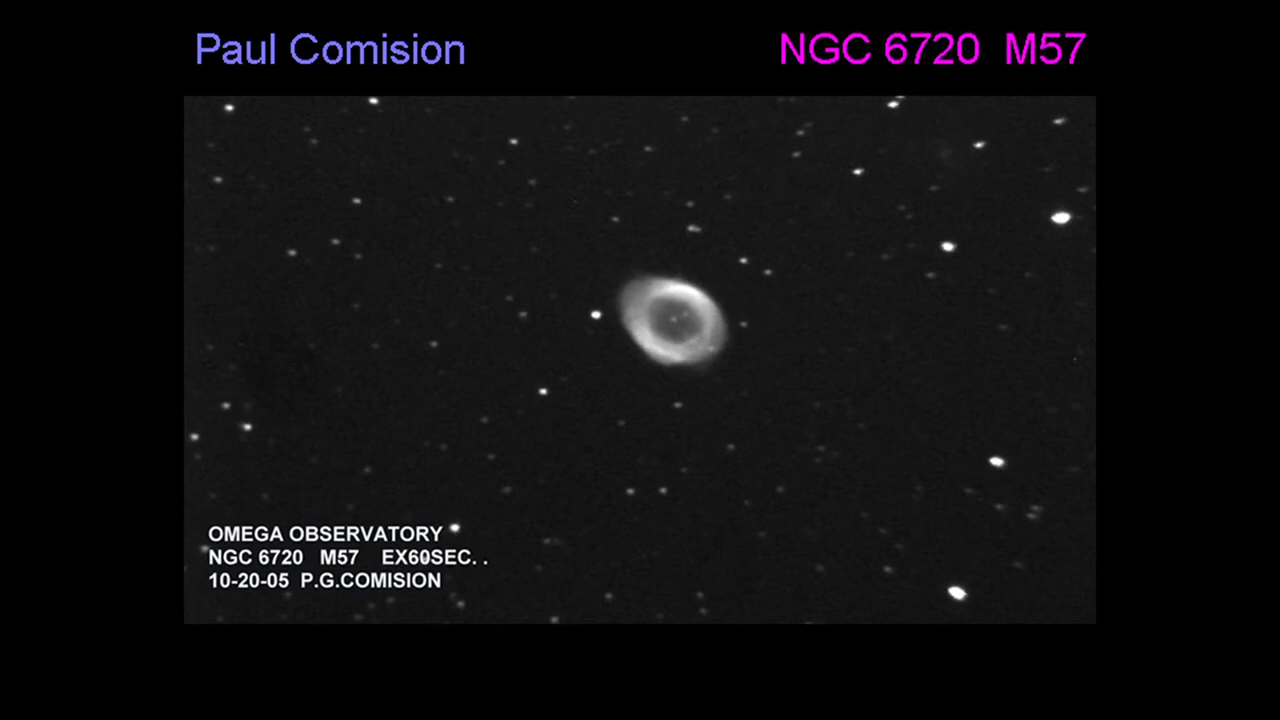 Paul Comision
NGC 6720 M57
OMEGA OBSERVATORY
NGC 6720 M57 EX60SEC. .
10-20-05 P.G.COMISION